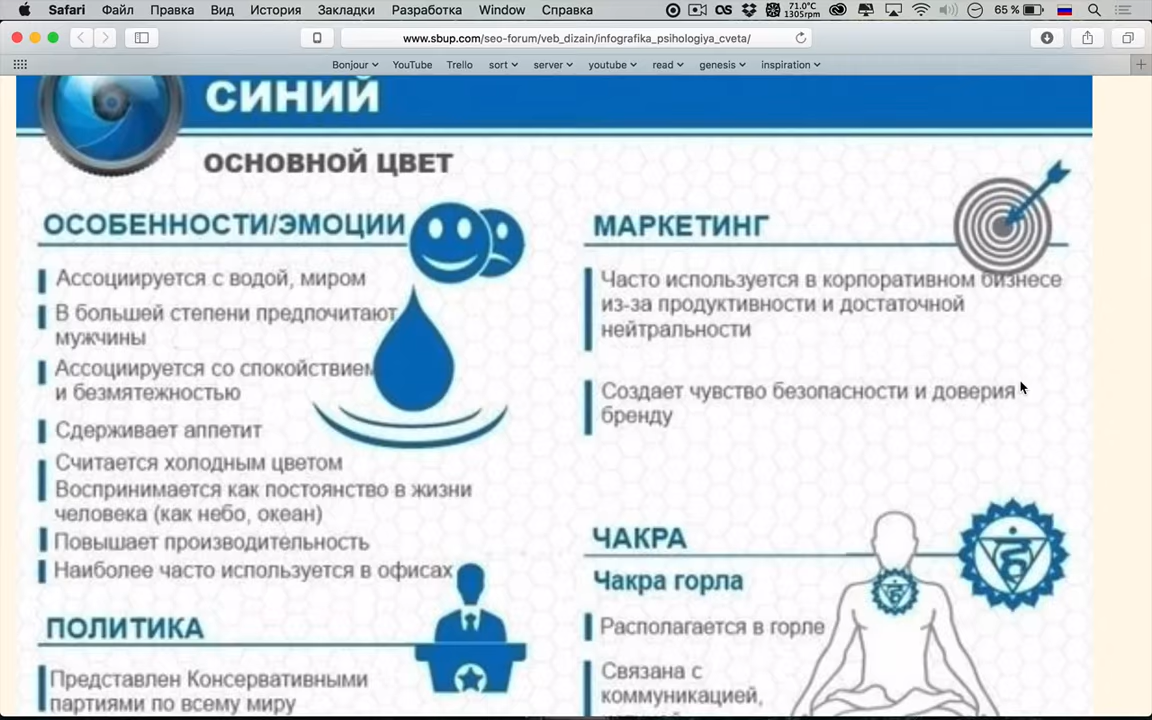 Safari Файл Правка Вид История Закладки Разработка Window Справка 71.0°C 1305rpm 65 %
www.sbup.com/seo-forum/veb_dizain/infografika_psihologiya_cveta/
Bonjour YouTube Trello sort server youtube read genesis inspiration
СИНИЙ
ОСНОВНОЙ ЦВЕТ
ОСОБЕННОСТИ/ЭМОЦИИ
Ассоциируется с водой, миром
В большей степени предпочитают
мужчины
Ассоциируется со спокойствием
и безмятежностью
Сдерживает аппетит
Считается холодным цветом
Воспринимается как постоянство в жизни
человека (как небо, океан)
Повышает производительность
Наиболее часто используется в офисах
ПОЛИТИКА
Представлен Консервативными
партиями по всему миру
МАРКЕТИНГ
Часто используется в корпоративном бизнесе
из-за продуктивности и достаточной
нейтральности
Создает чувство безопасности и доверия
бренду
ЧАКРА
Чакра горла
Располагается в горле
Связана с
коммуникацией,